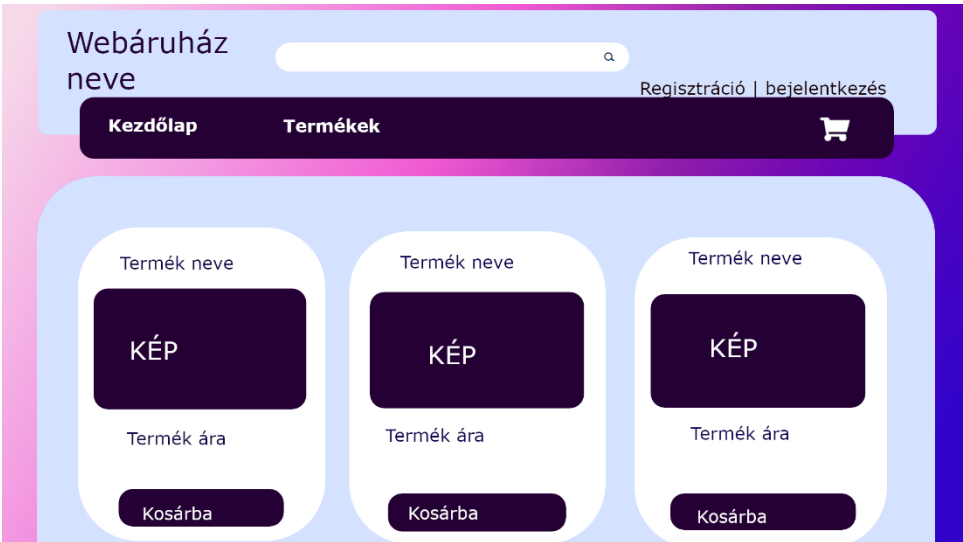 Webáruház
neve
Regisztráció | bejelentkezés
Kezdőlap Termékek
Termék neve Termék neve Termék neve
KÉP KÉP KÉP
Termék ára Termék ára Termék ára
Kosárba Kosárba Kosárba